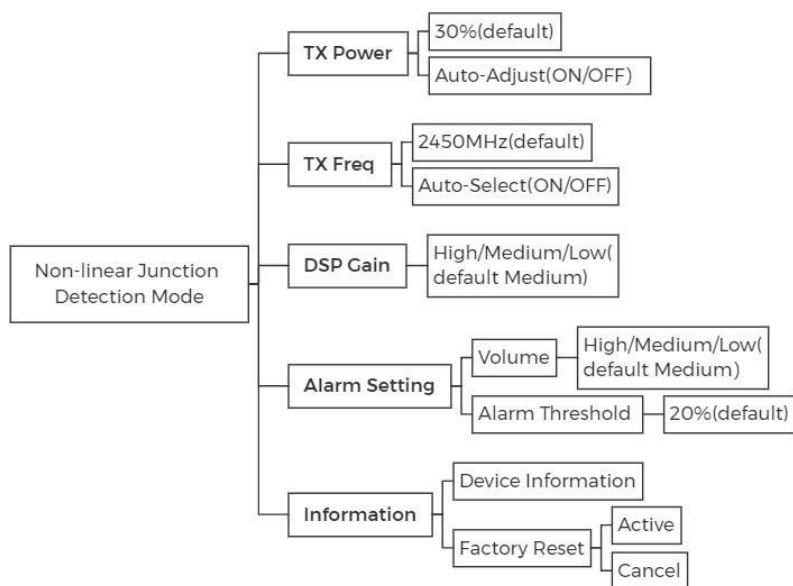 Non-linear Junction
Detection Mode
TX Power
30%(default)
Auto-Adjust(ON/OFF)
TX Freq
2450MHz(default)
Auto-Select(ON/OFF)
DSP Gain
High/Medium/Low(
default Medium)
Alarm Setting
Volume
High/Medium/Low(
default Medium)
Alarm Threshold
20%(default)
Information
Device Information
Factory Reset
Active
Cancel